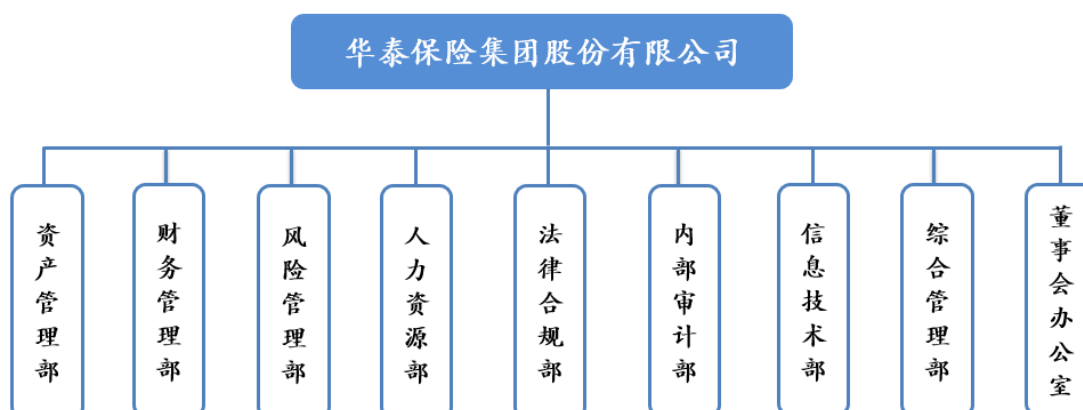 华泰保险集团股份有限公司
资产管理部
财务管理部
风险管理部
人力资源部
法律合规部
内部审计部
信息技术部
综合管理部
董事会办公室